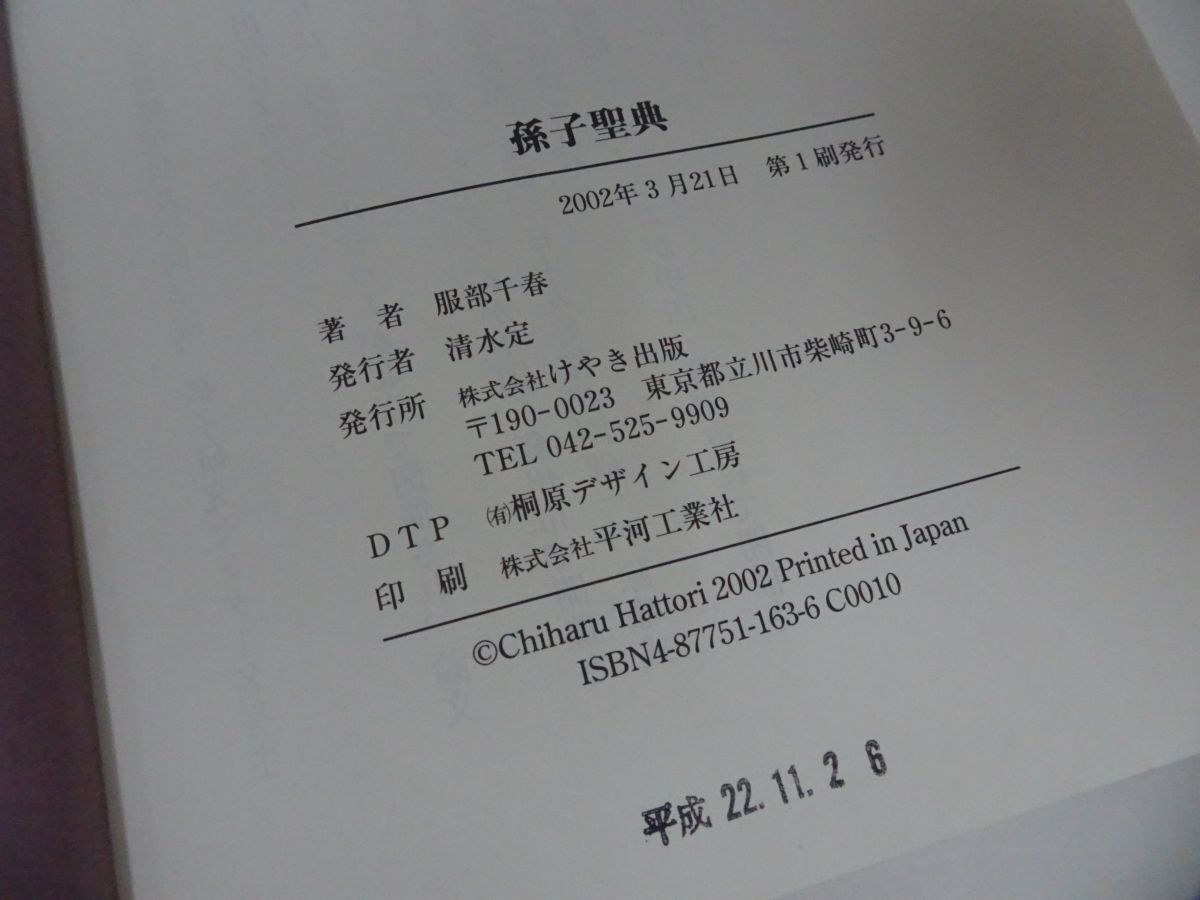 孫子聖典
2002年3月21日 第1刷発行
著 者 服部千春
発行者 清水定
発行所 株式会社けやき出版
〒190-0023 東京都立川市柴崎町3-9-6
TEL 042-525-9909
DTP ㈲桐原デザイン工房
印 刷 株式会社平河工業社
©Chiharu Hattori 2002 Printed in Japan
ISBN4-87751-163-6 C0010
平成 22.11.26